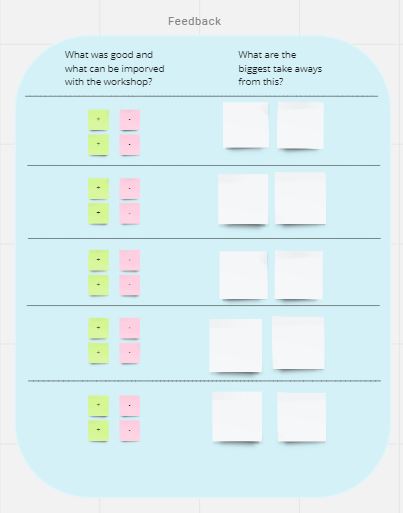 Feedback
What was good and
what can be imporved
with the workshop?
What are the
biggest take aways
from this?
+ -
+ -
+ -
+ -
+ -
+ -
+ -
+ -
+ -
+ -